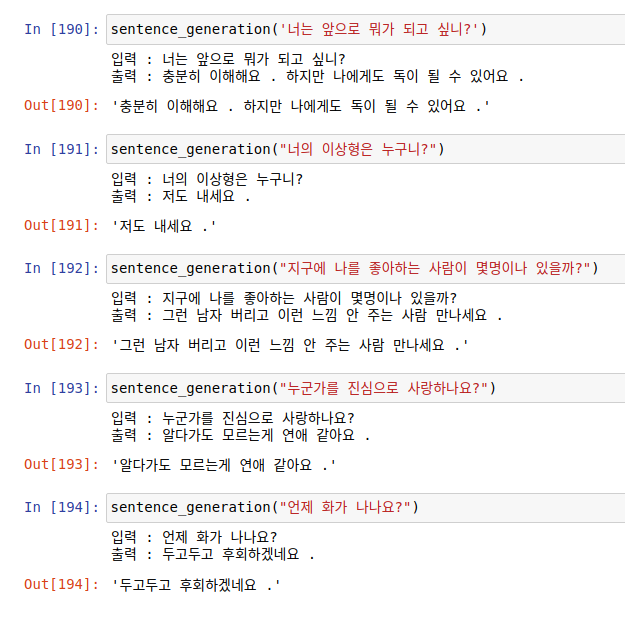 In [190]: sentence_generation('너는 앞으로 뭐가 되고 싶니?')
입력 : 너는 앞으로 뭐가 되고 싶니?
출력 : 충분히 이해해요 . 하지만 나에게도 독이 될 수 있어요 .
Out[190]: '충분히 이해해요 . 하지만 나에게도 독이 될 수 있어요 .'
In [191]: sentence_generation("너의 이상형은 누구니?")
입력 : 너의 이상형은 누구니?
출력 : 저도 내세요 .
Out[191]: '저도 내세요 .'
In [192]: sentence_generation("지구에 나를 좋아하는 사람이 몇명이나 있을까?")
입력 : 지구에 나를 좋아하는 사람이 몇명이나 있을까?
출력 : 그런 남자 버리고 이런 느낌 안 주는 사람 만나세요 .
Out[192]: '그런 남자 버리고 이런 느낌 안 주는 사람 만나세요 .'
In [193]: sentence_generation("누군가를 진심으로 사랑하나요?")
입력 : 누군가를 진심으로 사랑하나요?
출력 : 알다가도 모르는게 연애 같아요 .
Out[193]: '알다가도 모르는게 연애 같아요 .'
In [194]: sentence_generation("언제 화가 나나요?")
입력 : 언제 화가 나나요?
출력 : 두고두고 후회하겠네요 .
Out[194]: '두고두고 후회하겠네요 .'